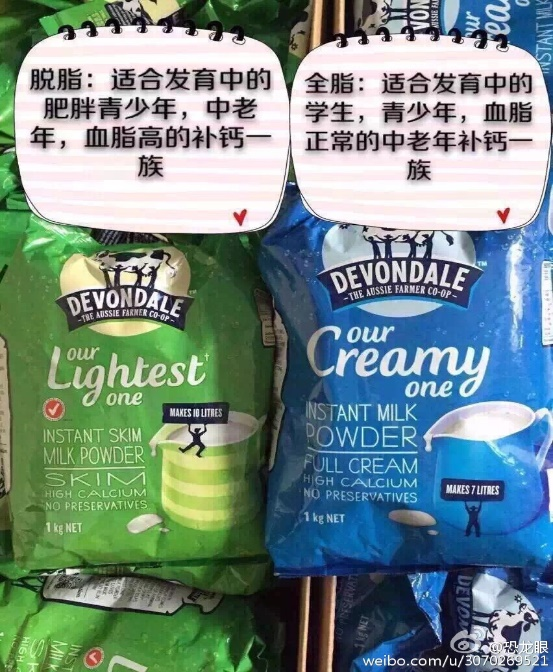 脱脂：适合发育中的
肥胖青少年，中老
年，血脂高的补钙一
族
全脂：适合发育中的
学生，青少年，血脂
正常的中老年补钙一
族
DEVONDALE
-THE AUSSIE FARMER CO-OP-
our
Lightest†
one
MAKES 10 LITRES
INSTANT SKIM
MILK POWDER
SKIM
HIGH CALCIUM
NO PRESERVATIVES
1 kg NET
DEVONDALE™
-THE AUSSIE FARMER CO-OP-
our
Creamy
one
INSTANT MILK
POWDER
FULL CREAM
HIGH CALCIUM
NO PRESERVATIVES
MAKES 7 LITRES
1 kg NET
DEVONDALE
@恐龙眼
weibo.com/u/3070269521